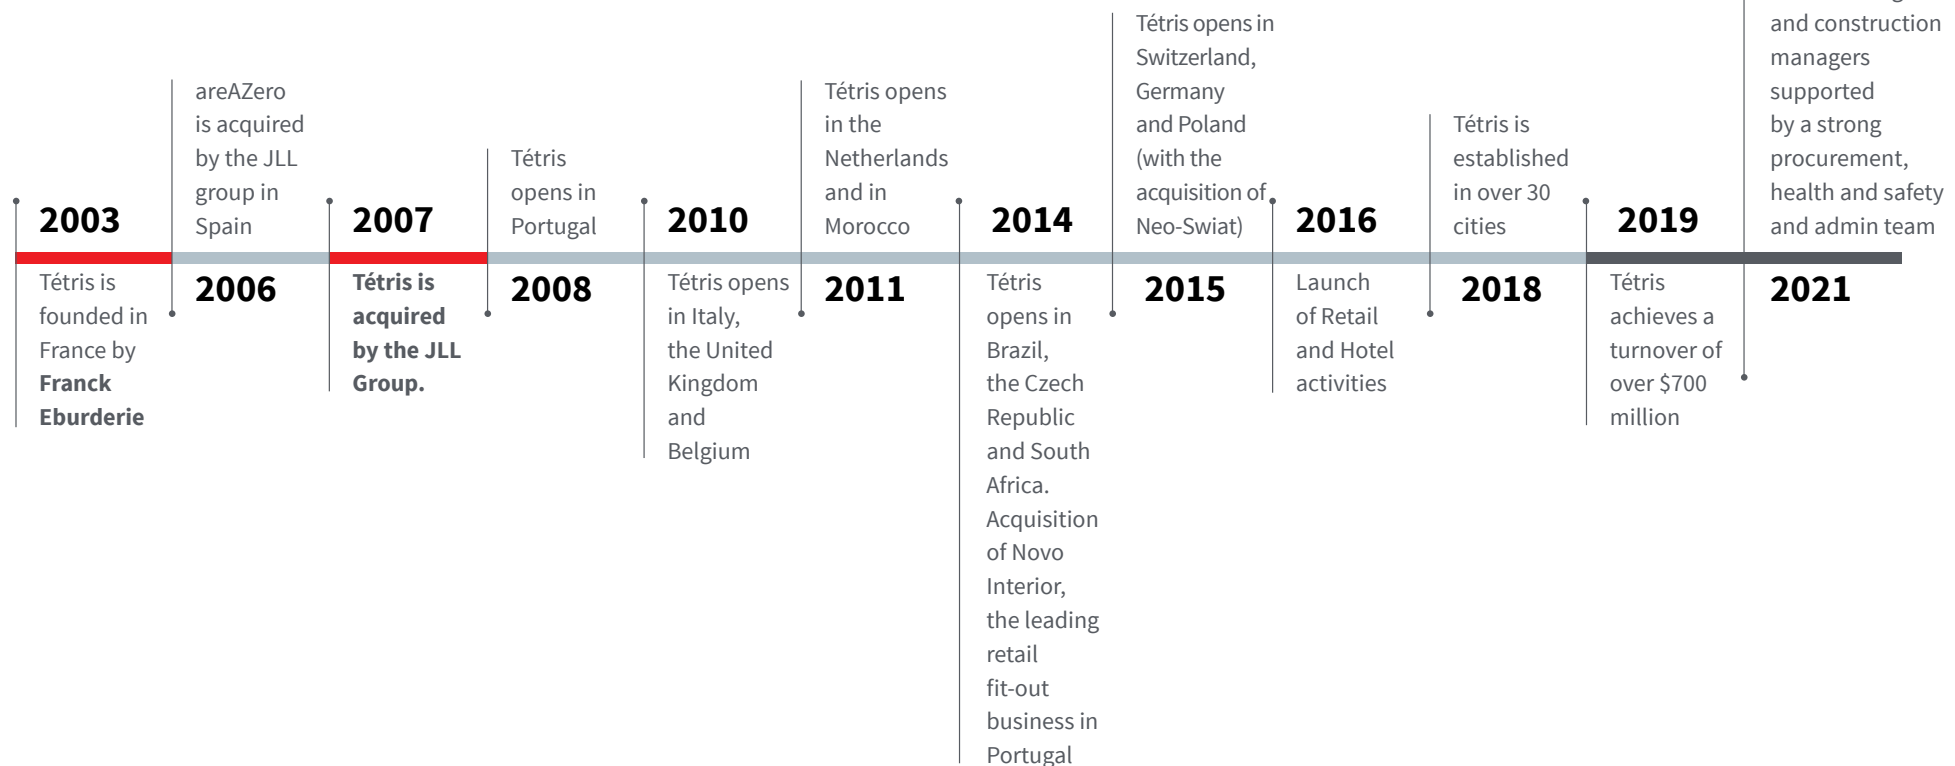 2003
Tétris is
founded in
France by
Franck
Eburderie
areAZero
is acquired
by the JLL
group in
Spain
2006
2007
Tétris is
acquired
by the JLL
Group.
Tétris
opens in
Portugal
2008
2010
Tétris opens
in Italy,
the United
Kingdom
and
Belgium
Tétris opens
in the
Netherlands
and in
Morocco
2011
2014
Tétris
opens in
Brazil,
the Czech
Republic
and South
Africa.
Acquisition
of Novo
Interior,
the leading
retail
fit-out
business in
Portugal
Tétris opens in
Switzerland,
Germany
and Poland
(with the
acquisition of
Neo-Swiat)
2015
2016
Launch
of Retail
and Hotel
activities
Tétris is
established
in over 30
cities
2018
2019
Tétris
achieves a
turnover of
over $700
million
and construction
managers
supported
by a strong
procurement,
health and safety
and admin team
2021